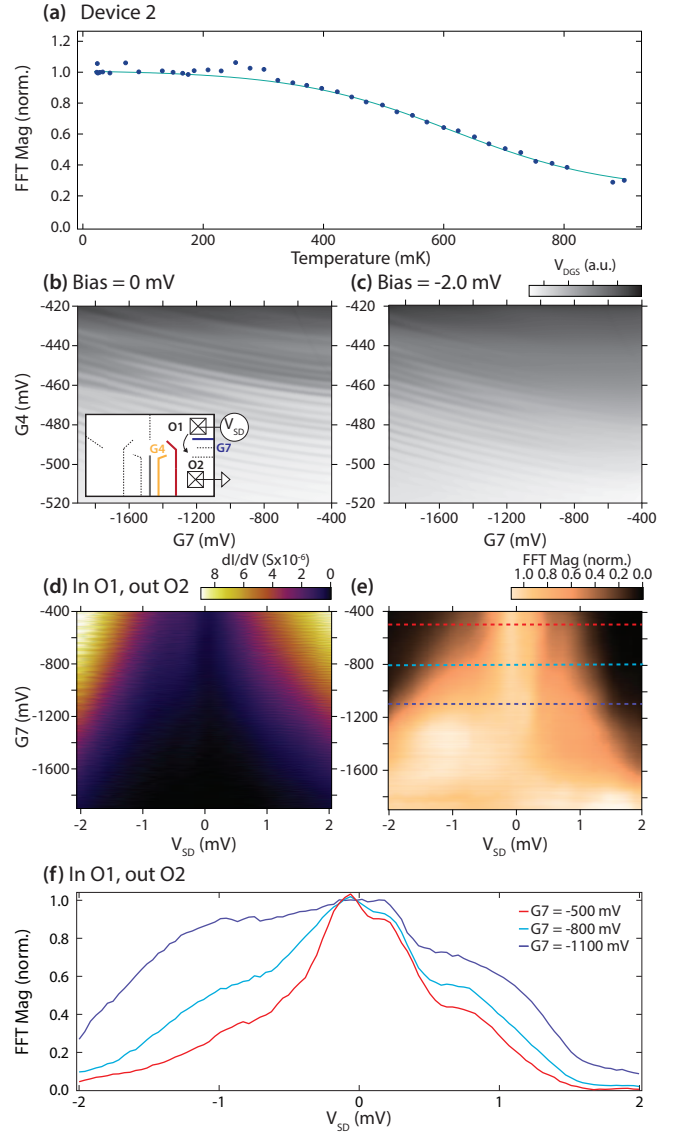 (a) Device 2
1.2
1.0
0.8
0.6
0.4
0.2
0.0
FFT Mag (norm.)
0 200 400 600 800
Temperature (mK)
(b) Bias = 0 mV
(c) Bias = -2.0 mV
V_DGS (a.u.)
-420
-440
-460
-480
-500
-520
G4 (mV)
O1
V_SD
G4
G7
O2
-1600 -1200 -800 -400
G7 (mV)
-420
-440
-460
-480
-500
-520
-1600 -1200 -800 -400
G7 (mV)
dI/dV (Sx10⁻⁶)
8 6 4 2 0
(d) In O1, out O2
FFT Mag (norm.)
1.0 0.8 0.6 0.4 0.2 0.0
(e)
-400
-800
-1200
-1600
G7 (mV)
-2 -1 0 1 2
V_SD (mV)
-400
-800
-1200
-1600
-2 -1 0 1 2
V_SD (mV)
(f) In O1, out O2
1.0
0.8
0.6
0.4
0.2
0.0
FFT Mag (norm.)
G7 = -500 mV
G7 = -800 mV
G7 = -1100 mV
-2 -1 0 1 2
V_SD (mV)